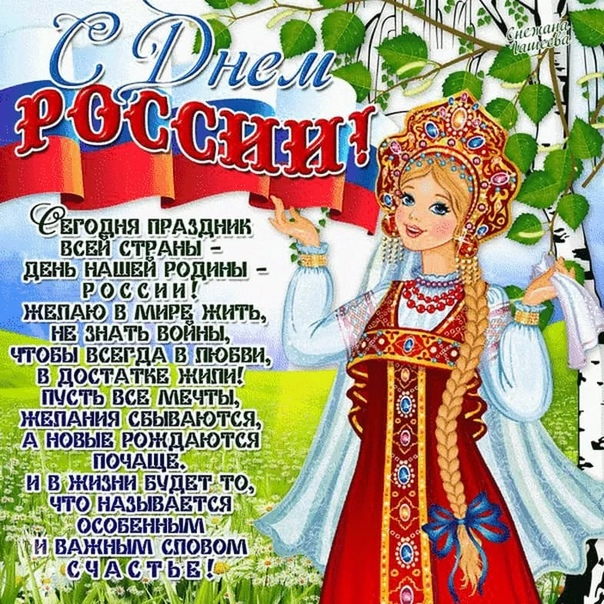 С Днем
РОССИИ!
Снежана
Сегодня праздник
всей страны –
день нашей Родины –
России!
Желаю в мире жить,
не знать войны,
чтобы всегда в любви,
в достатке жили!
Пусть все мечты,
желания сбываются,
а новые рождаются
почаще.
И в жизни будет то,
что называется
особенным
и важным словом
СЧАСТЬЕ!